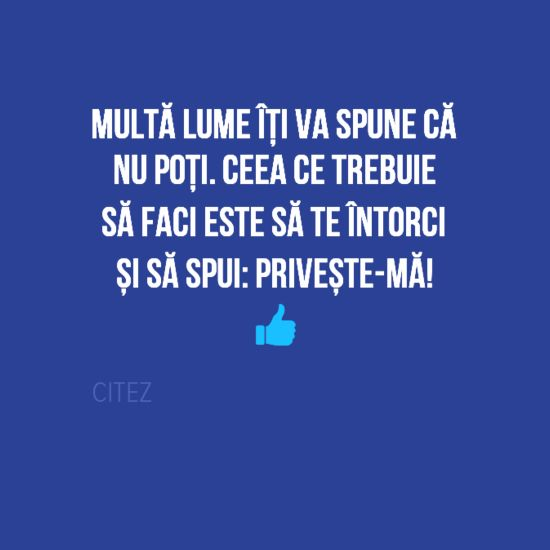 MULTĂ LUME ÎȚI VA SPUNE CĂ
NU POȚI. CEEA CE TREBUIE
SĂ FACI ESTE SĂ TE ÎNTORCI
ȘI SĂ SPUI: PRIVEȘTE-MĂ!
CITEZ